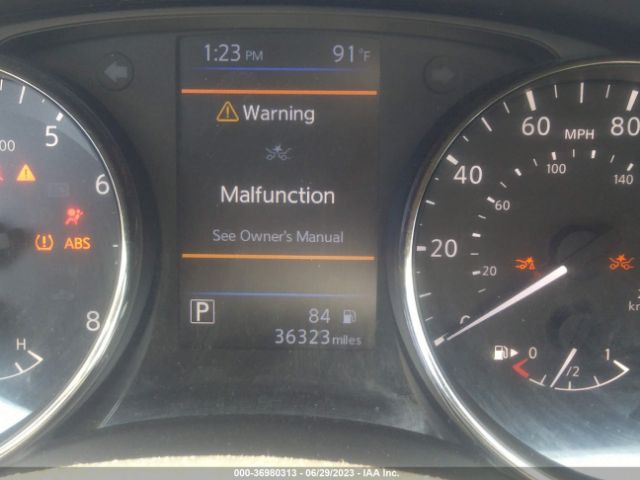 1:23 PM 91°F
Warning
Malfunction
See Owner's Manual
P 84
36323 miles
00 5
6
ABS
8
H
60 MPH 80
100 140
40
60
20
20
0 1
1/2
000-36980313 - 06/29/2023 - IAA Inc.